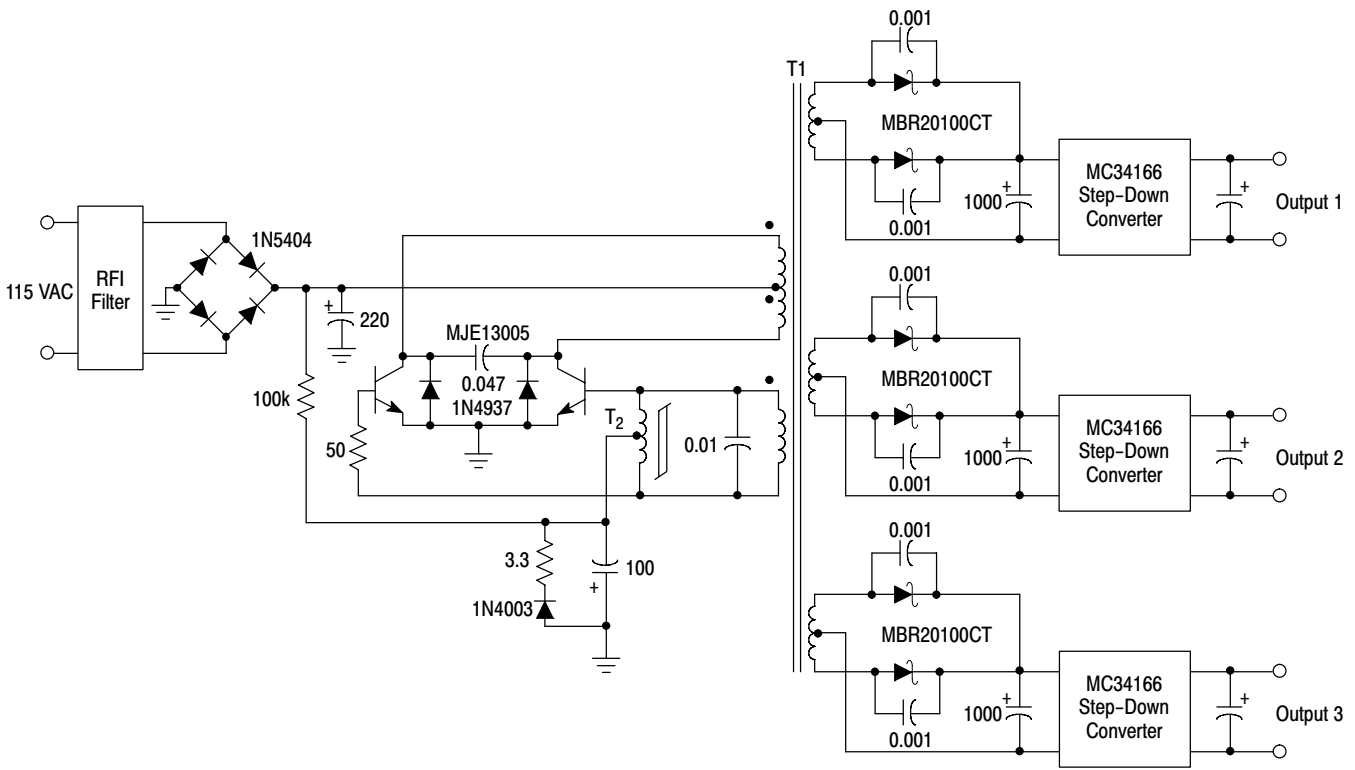 0.001
T1
MBR20100CT
0.001
1000
+
MC34166
Step-Down
Converter
+
Output 1
115 VAC
RFI
Filter
1N5404
+
220
100k
MJE13005
0.047
1N4937
50
T2
0.01
3.3
1N4003
100
+
0.001
MBR20100CT
0.001
1000
+
MC34166
Step-Down
Converter
+
Output 2
0.001
MBR20100CT
0.001
1000
+
MC34166
Step-Down
Converter
+
Output 3